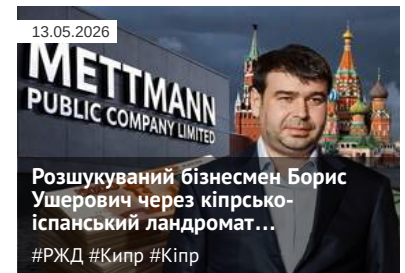 13.05.2026
METTMANN
PUBLIC COMPANY LIMITED
Розшукуваний бізнесмен Борис
Ушерович через кіпрсько-
іспанський ландромат…
#РЖД #Кипр #Кіпр